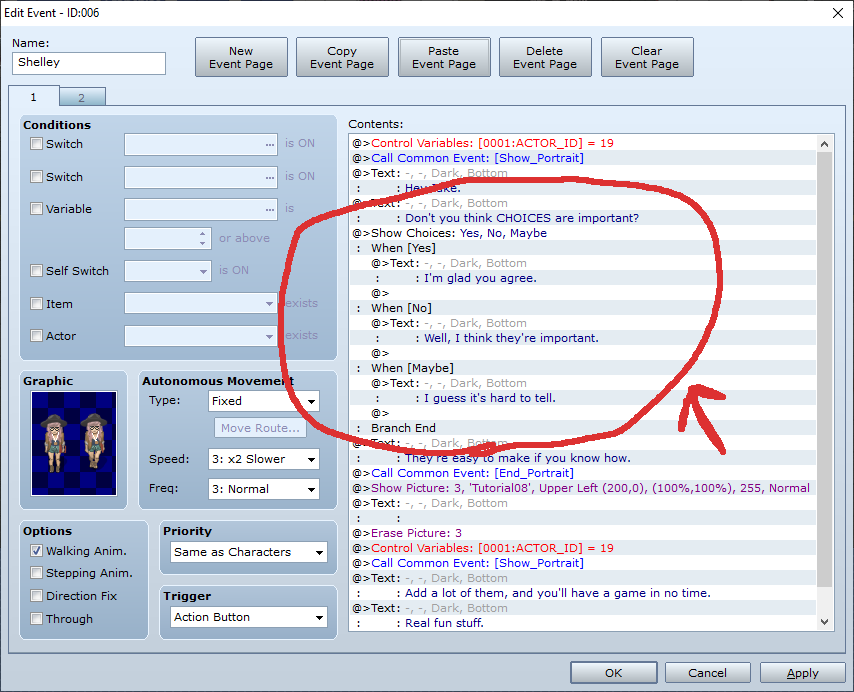 Edit Event - ID:006
Name:
Shelley
New
Event Page
Copy
Event Page
Paste
Event Page
Delete
Event Page
Clear
Event Page
1
2
Conditions
Switch
... is ON
Switch
... is ON
Variable
... is
or above
Self Switch
is ON
Item
exists
Actor
exists
Graphic
Autonomous Movement
Type: Fixed
Move Route...
Speed: 3: x2 Slower
Freq: 3: Normal
Options
Walking Anim.
Stepping Anim.
Direction Fix
Through
Priority
Same as Characters
Trigger
Action Button
Contents:
@>Control Variables: [0001:ACTOR_ID] = 19
@>Call Common Event: [Show_Portrait]
@>Text: -, -, Dark, Bottom
: : Hey Jake.
@>Text: -, -, Dark, Bottom
: : Don't you think CHOICES are important?
@>Show Choices: Yes, No, Maybe
: When [Yes]
@>Text: -, -, Dark, Bottom
: : I'm glad you agree.
@>
: When [No]
@>Text: -, -, Dark, Bottom
: : Well, I think they're important.
@>
: When [Maybe]
@>Text: -, -, Dark, Bottom
: : I guess it's hard to tell.
@>
: Branch End
@>Text: -, -, Dark, Bottom
: : They're easy to make if you know how.
@>Call Common Event: [End_Portrait]
@>Show Picture: 3, 'Tutorial08', Upper Left (200,0), (100%,100%), 255, Normal
@>Text: -, -, Dark, Bottom
: :
@>Erase Picture: 3
@>Control Variables: [0001:ACTOR_ID] = 19
@>Call Common Event: [Show_Portrait]
@>Text: -, -, Dark, Bottom
: : Add a lot of them, and you'll have a game in no time.
@>Text: -, -, Dark, Bottom
: : Real fun stuff.
OK
Cancel
Apply